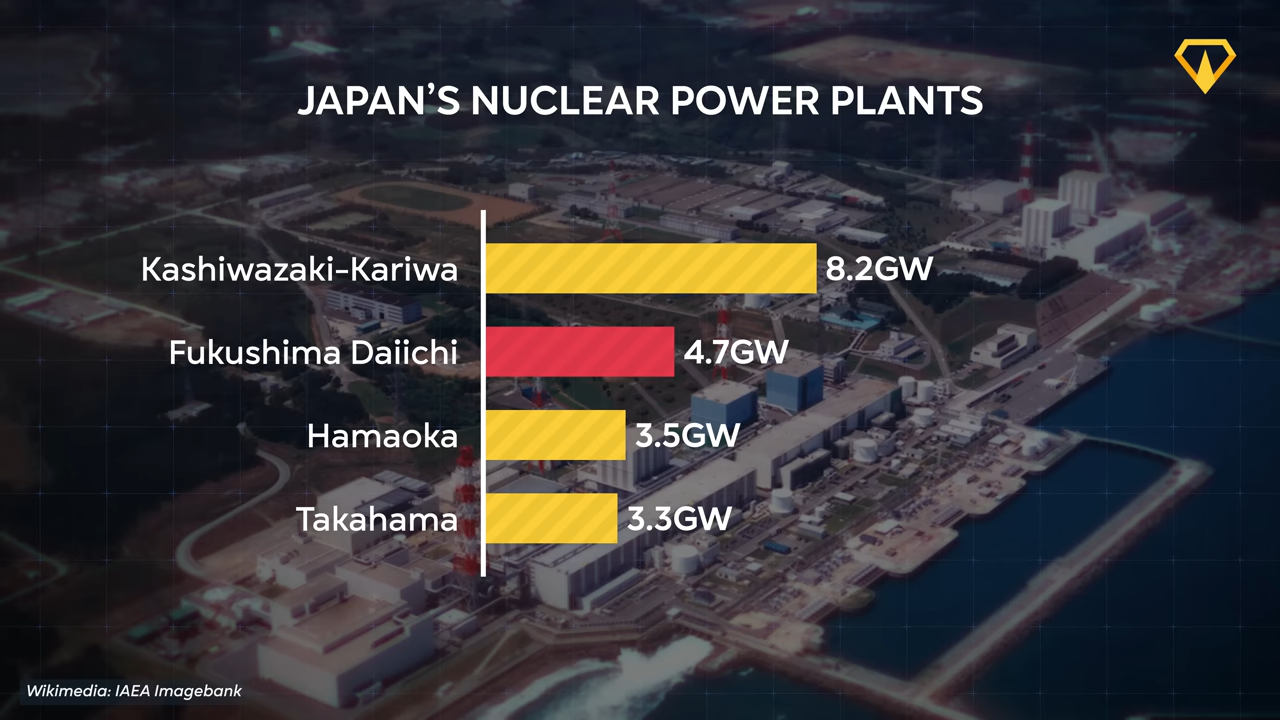 JAPAN’S NUCLEAR POWER PLANTS
Kashiwazaki-Kariwa 8.2GW
Fukushima Daiichi 4.7GW
Hamaoka 3.5GW
Takahama 3.3GW
Wikimedia: IAEA Imagebank